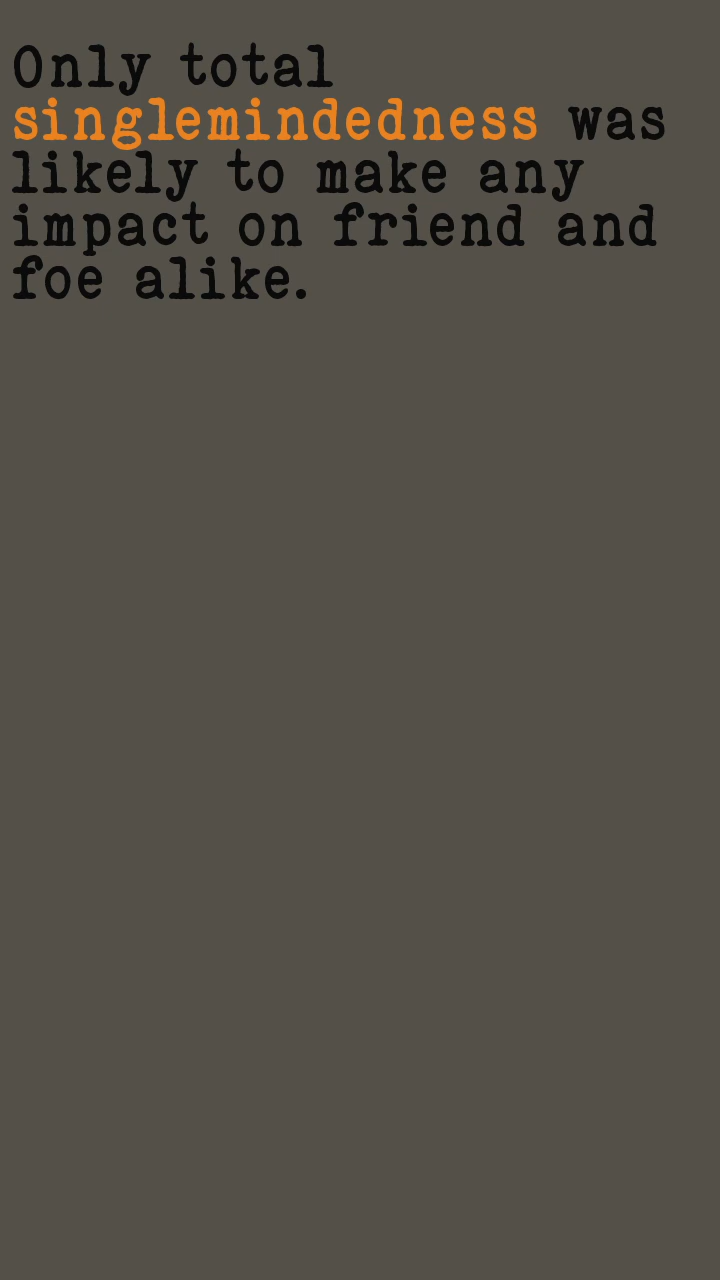 Only total
singlemindedness was
likely to make any
impact on friend and
foe alike.